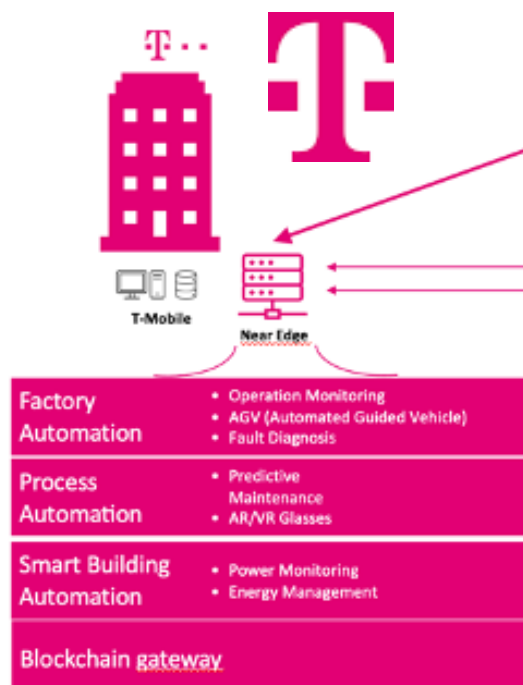 T
T
T-Mobile
Near Edge
Factory
Automation
• Operation Monitoring
• AGV (Automated Guided Vehicle)
• Fault Diagnosis
Process
Automation
• Predictive
Maintenance
• AR/VR Glasses
Smart Building
Automation
• Power Monitoring
• Energy Management
Blockchain gateway